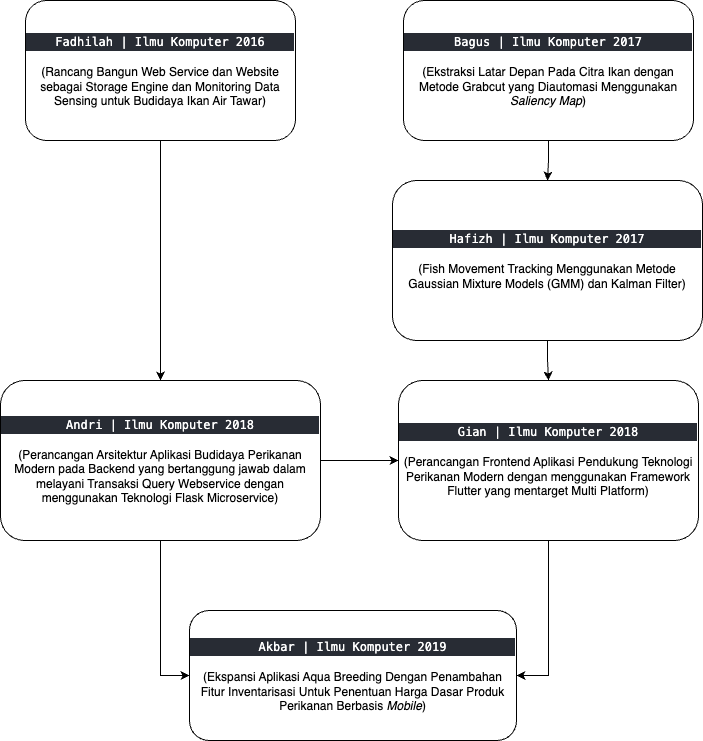 Fadhilah | Ilmu Komputer 2016
(Rancang Bangun Web Service dan Website
sebagai Storage Engine dan Monitoring Data
Sensing untuk Budidaya Ikan Air Tawar)
Bagus | Ilmu Komputer 2017
(Ekstraksi Latar Depan Pada Citra Ikan dengan
Metode Grabcut yang Diautomasi Menggunakan
Saliency Map)
Hafizh | Ilmu Komputer 2017
(Fish Movement Tracking Menggunakan Metode
Gaussian Mixture Models (GMM) dan Kalman Filter)
Andri | Ilmu Komputer 2018
(Perancangan Arsitektur Aplikasi Budidaya Perikanan
Modern pada Backend yang bertanggung jawab dalam
melayani Transaksi Query Webservice dengan
menggunakan Teknologi Flask Microservice)
Gian | Ilmu Komputer 2018
(Perancangan Frontend Aplikasi Pendukung Teknologi
Perikanan Modern dengan menggunakan Framework
Flutter yang mentarget Multi Platform)
Akbar | Ilmu Komputer 2019
(Ekspansi Aplikasi Aqua Breeding Dengan Penambahan
Fitur Inventarisasi Untuk Penentuan Harga Dasar Produk
Perikanan Berbasis Mobile)